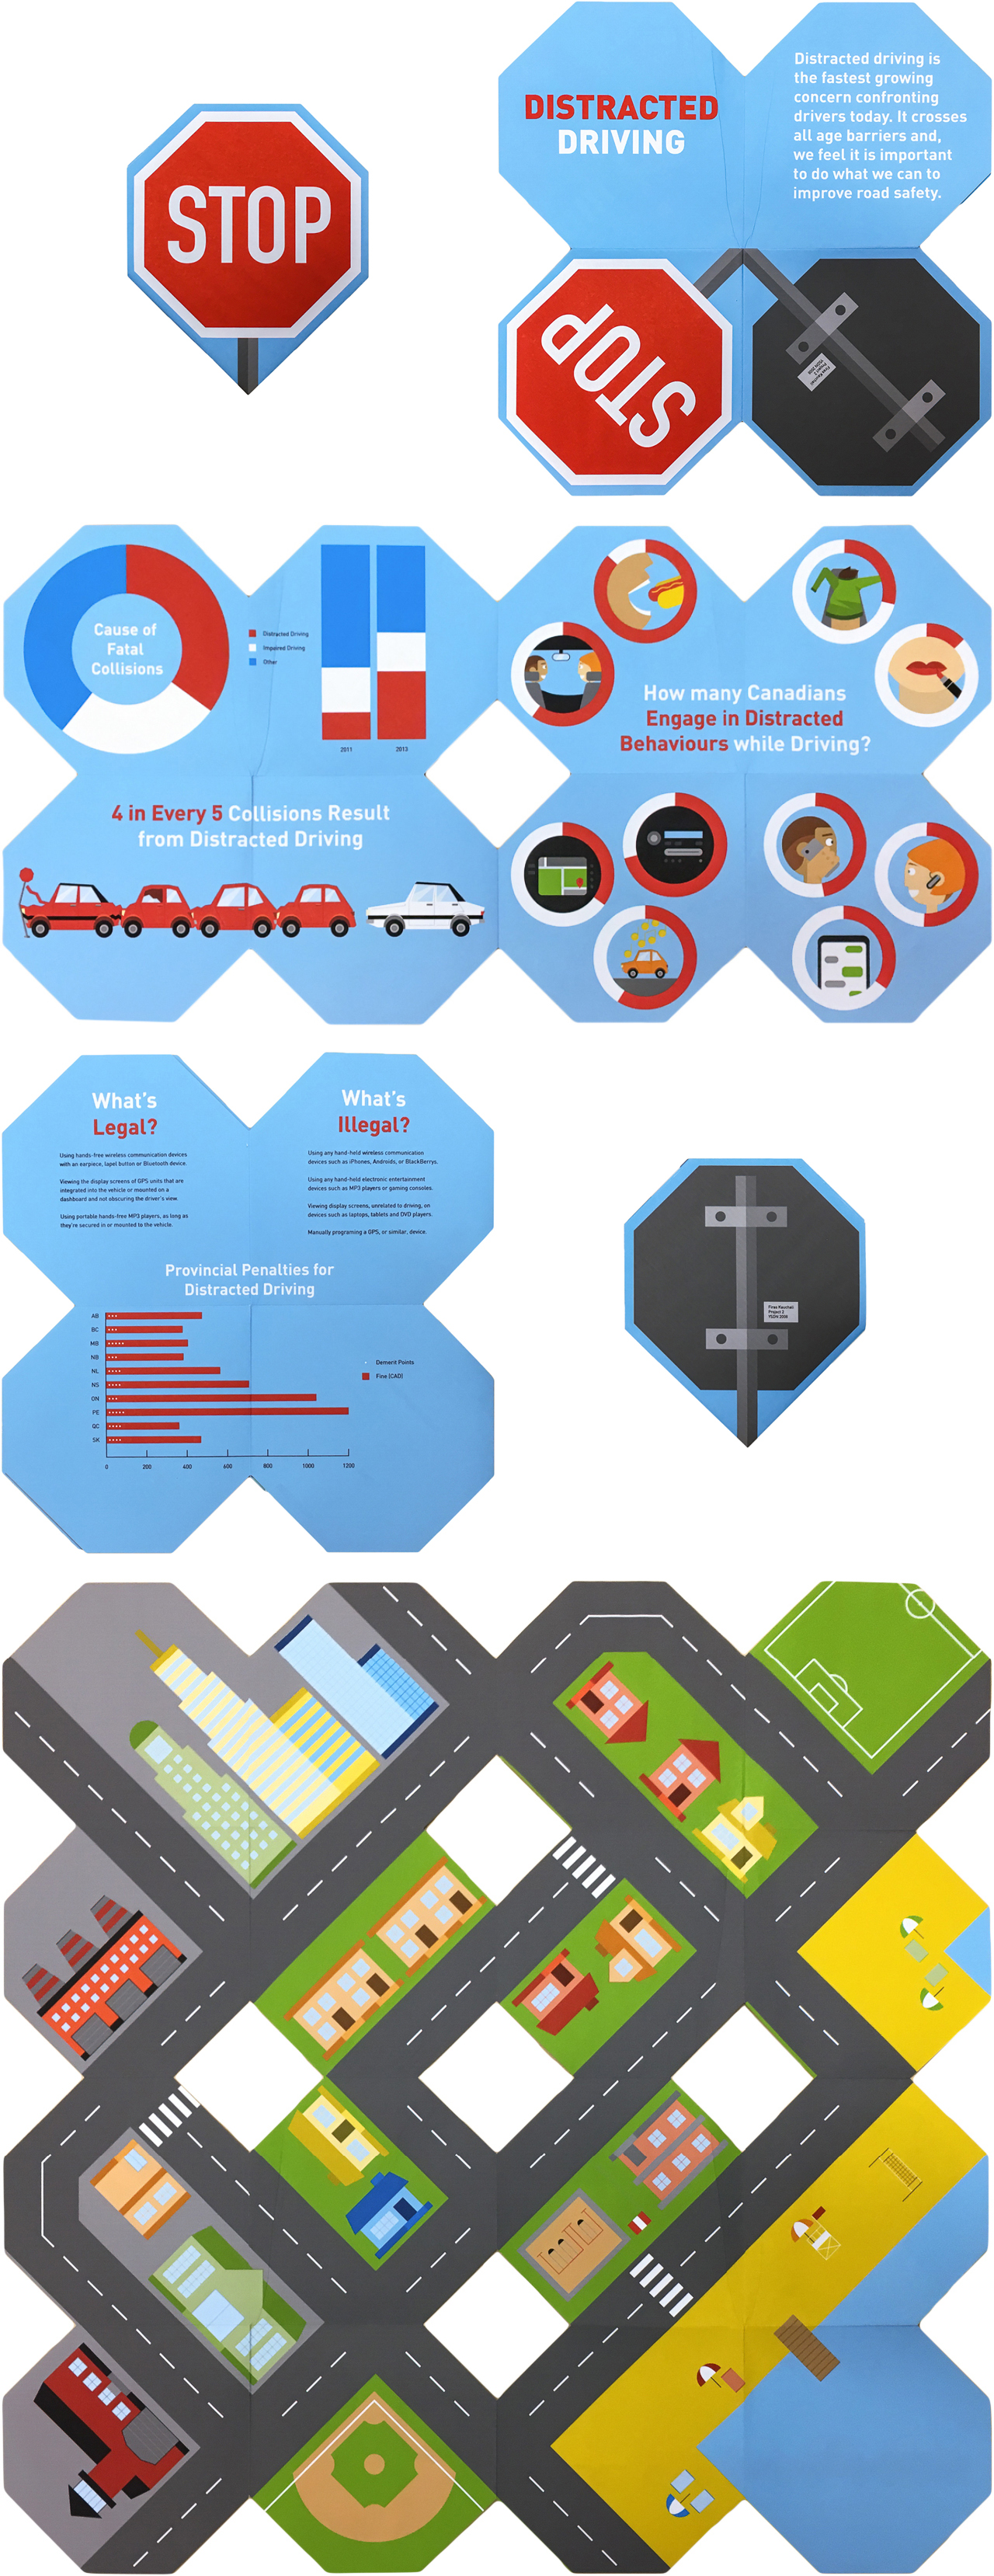 STOP
DISTRACTED
DRIVING
Distracted driving is
the fastest growing
concern confronting
drivers today. It crosses
all age barriers and,
we feel it is important
to do what we can to
improve road safety.
STOP
Firas Kauchali
Project 2
YSDN 2008
Cause of
Fatal
Collisions
Distracted Driving
Impaired Driving
Other
2011
2013
4 in Every 5 Collisions Result
from Distracted Driving
How many Canadians
Engage in Distracted
Behaviours while Driving?
What's
Legal?
Using hands-free wireless communication devices
with an earpiece, lapel button or Bluetooth device.
Viewing the display screens of GPS units that are
integrated into the vehicle or mounted on a
dashboard and not obscuring the driver's view.
Using portable hands-free MP3 players, as long as
they're secured in or mounted to the vehicle.
What's
Illegal?
Using any hand-held wireless communication
devices such as iPhones, Androids, or BlackBerrys.
Using any hand-held electronic entertainment
devices such as MP3 players or gaming consoles.
Viewing display screens, unrelated to driving, on
devices such as laptops, tablets and DVD players.
Manually programing a GPS, or similar, device.
Provincial Penalties for
Distracted Driving
AB
BC
MB
NB
NL
NS
ON
PE
QC
SK
0 200 400 600 800 1000 1200
Demerit Points
Fine (CAD)
Project 2